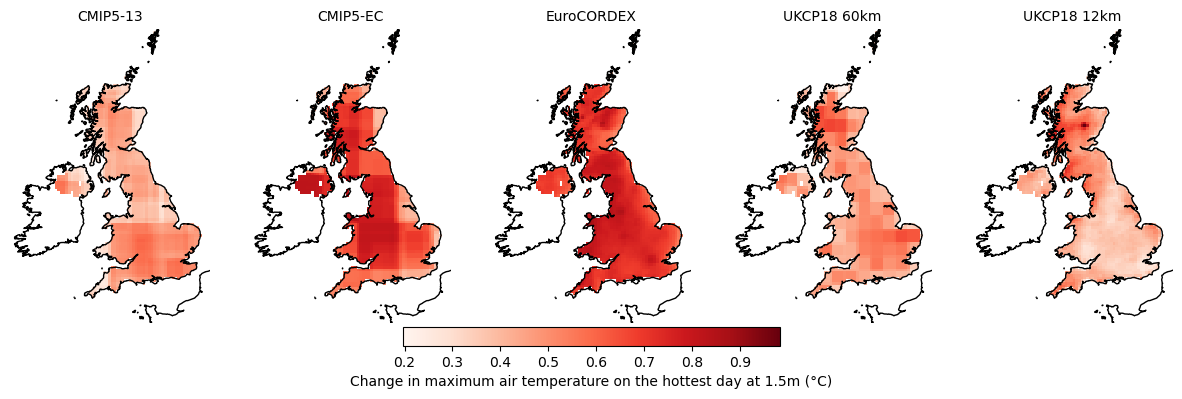 CMIP5-13
CMIP5-EC
EuroCORDEX
UKCP18 60km
UKCP18 12km
0.2 0.3 0.4 0.5 0.6 0.7 0.8 0.9
Change in maximum air temperature on the hottest day at 1.5m (°C)